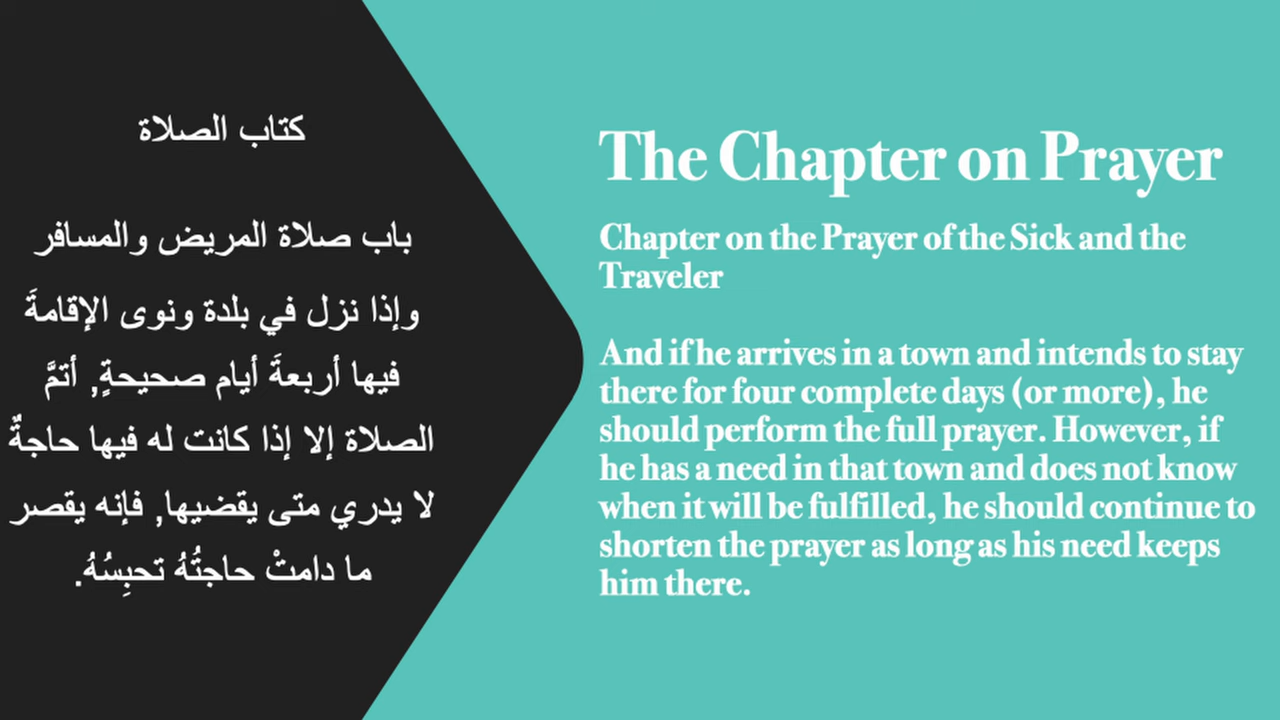 كتاب الصلاة
باب صلاة المريض والمسافر
وإذا نزل في بلدة ونوى الإقامةَ
فيها أربعةَ أيام صحيحةٍ, أتمَّ
الصلاة إلا إذا كانت له فيها حاجةٌ
لا يدري متى يقضيها, فإنه يقصر
ما دامتْ حاجتُهُ تحبِسُهُ.
The Chapter on Prayer
Chapter on the Prayer of the Sick and the
Traveler
And if he arrives in a town and intends to stay
there for four complete days (or more), he
should perform the full prayer. However, if
he has a need in that town and does not know
when it will be fulfilled, he should continue to
shorten the prayer as long as his need keeps
him there.